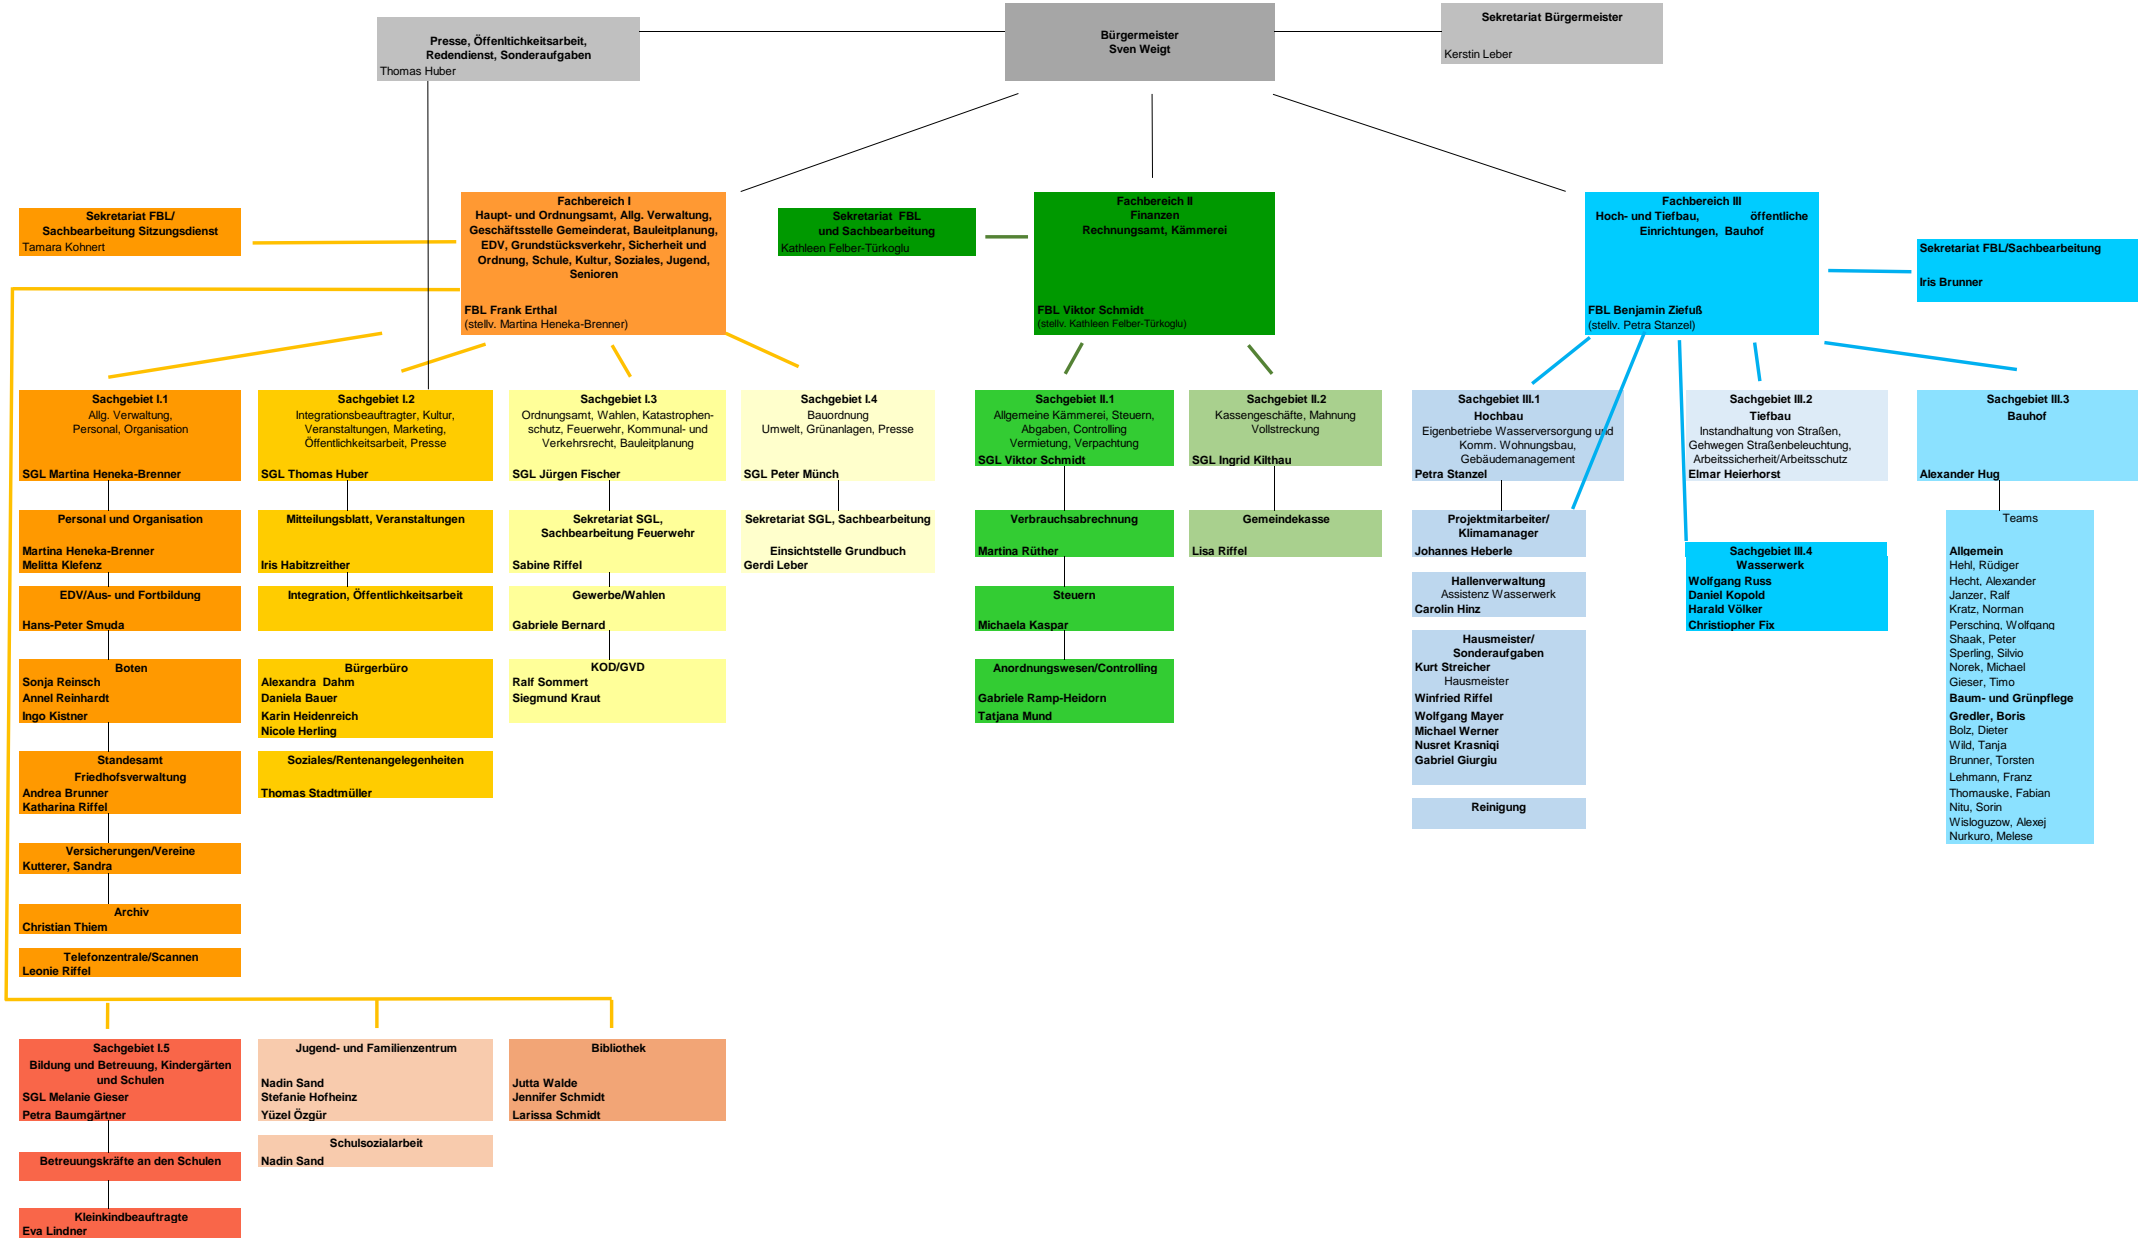 Presse, Öffenltichkeitsarbeit,
Redendienst, Sonderaufgaben
Thomas Huber
Bürgermeister
Sven Weigt
Sekretariat Bürgermeister
Kerstin Leber
Sekretariat FBL/
Sachbearbeitung Sitzungsdienst
Tamara Kohnert
Fachbereich I
Haupt- und Ordnungsamt, Allg. Verwaltung,
Geschäftsstelle Gemeinderat, Bauleitplanung,
EDV, Grundstücksverkehr, Sicherheit und
Ordnung, Schule, Kultur, Soziales, Jugend,
Senioren
FBL Frank Erthal
(stellv. Martina Heneka-Brenner)
Sekretariat FBL
und Sachbearbeitung
Kathleen Felber-Türkoglu
Fachbereich II
Finanzen
Rechnungsamt, Kämmerei
FBL Viktor Schmidt
(stellv. Kathleen Felber-Türkoglu)
Fachbereich III
Hoch- und Tiefbau, öffentliche
Einrichtungen, Bauhof
FBL Benjamin Ziefuß
(stellv. Petra Stanzel)
Sekretariat FBL/Sachbearbeitung
Iris Brunner
Sachgebiet I.1
Allg. Verwaltung,
Personal, Organisation
SGL Martina Heneka-Brenner
Personal und Organisation
Martina Heneka-Brenner
Melitta Klefenz
EDV/Aus- und Fortbildung
Hans-Peter Smuda
Boten
Sonja Reinsch
Annel Reinhardt
Ingo Kistner
Standesamt
Friedhofsverwaltung
Andrea Brunner
Katharina Riffel
Versicherungen/Vereine
Kutterer, Sandra
Archiv
Christian Thiem
Telefonzentrale/Scannen
Leonie Riffel
Sachgebiet I.2
Integrationsbeauftragter, Kultur,
Veranstaltungen, Marketing,
Öffentlichkeitsarbeit, Presse
SGL Thomas Huber
Mitteilungsblatt, Veranstaltungen
Iris Habitzreither
Integration, Öffentlichkeitsarbeit
Bürgerbüro
Alexandra Dahm
Daniela Bauer
Karin Heidenreich
Nicole Herling
Soziales/Rentenangelegenheiten
Thomas Stadtmüller
Sachgebiet I.3
Ordnungsamt, Wahlen, Katastrophen-
schutz, Feuerwehr, Kommunal- und
Verkehrsrecht, Bauleitplanung
SGL Jürgen Fischer
Sekretariat SGL,
Sachbearbeitung Feuerwehr
Sabine Riffel
Gewerbe/Wahlen
Gabriele Bernard
KOD/GVD
Ralf Sommert
Siegmund Kraut
Sachgebiet I.4
Bauordnung
Umwelt, Grünanlagen, Presse
SGL Peter Münch
Sekretariat SGL, Sachbearbeitung
Einsichtstelle Grundbuch
Gerdi Leber
Sachgebiet II.1
Allgemeine Kämmerei, Steuern,
Abgaben, Controlling
Vermietung, Verpachtung
SGL Viktor Schmidt
Verbrauchsabrechnung
Martina Rüther
Steuern
Michaela Kaspar
Anordnungswesen/Controlling
Gabriele Ramp-Heidorn
Tatjana Mund
Sachgebiet II.2
Kassengeschäfte, Mahnung
Vollstreckung
SGL Ingrid Kilthau
Gemeindekasse
Lisa Riffel
Sachgebiet III.1
Hochbau
Eigenbetriebe Wasserversorgung und
Komm. Wohnungsbau,
Gebäudemanagement
Petra Stanzel
Projektmitarbeiter/
Klimamanager
Johannes Heberle
Hallenverwaltung
Assistenz Wasserwerk
Carolin Hinz
Hausmeister/
Sonderaufgaben
Kurt Streicher
Hausmeister
Winfried Riffel
Wolfgang Mayer
Michael Werner
Nusret Krasniqi
Gabriel Giurgiu
Reinigung
Sachgebiet III.2
Tiefbau
Instandhaltung von Straßen,
Gehwegen Straßenbeleuchtung,
Arbeitssicherheit/Arbeitsschutz
Elmar Heierhorst
Sachgebiet III.4
Wasserwerk
Wolfgang Russ
Daniel Kopold
Harald Völker
Christiopher Fix
Sachgebiet III.3
Bauhof
Alexander Hug
Teams
Allgemein
Hehl, Rüdiger
Hecht, Alexander
Janzer, Ralf
Kratz, Norman
Persching, Wolfgang
Shaak, Peter
Sperling, Silvio
Norek, Michael
Gieser, Timo
Baum- und Grünpflege
Gredler, Boris
Bolz, Dieter
Wild, Tanja
Brunner, Torsten
Lehmann, Franz
Thomauske, Fabian
Nitu, Sorin
Wisloguzow, Alexej
Nurkuro, Melese
Sachgebiet I.5
Bildung und Betreuung, Kindergärten
und Schulen
SGL Melanie Gieser
Petra Baumgärtner
Betreuungskräfte an den Schulen
Kleinkindbeauftragte
Eva Lindner
Jugend- und Familienzentrum
Nadin Sand
Stefanie Hofheinz
Yüzel Özgür
Schulsozialarbeit
Nadin Sand
Bibliothek
Jutta Walde
Jennifer Schmidt
Larissa Schmidt